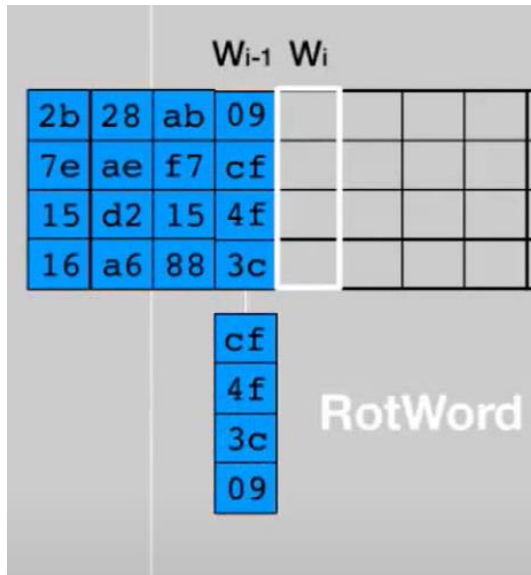 Wi-1 Wi
2b 28 ab 09
7e ae f7 cf
15 d2 15 4f
16 a6 88 3c
cf
4f
RotWord
3c
09